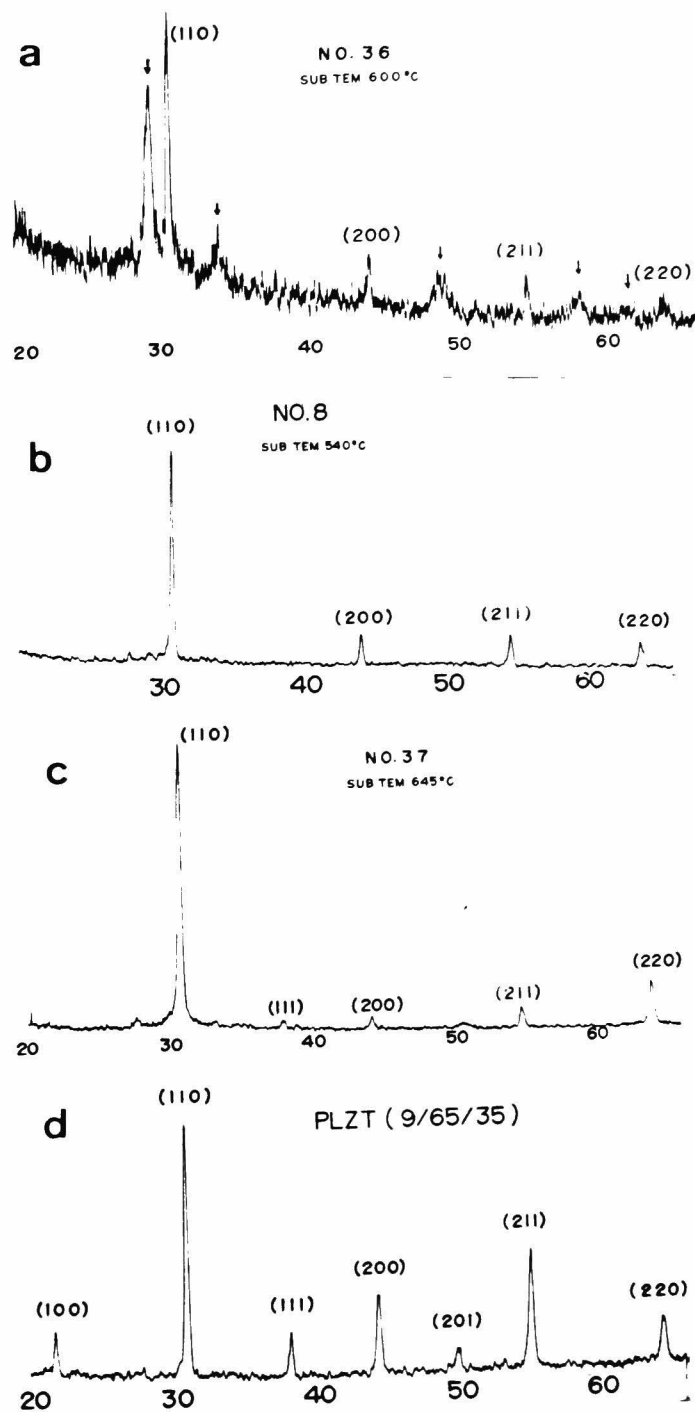 a
(110)
NO. 36
SUB TEM 600°C
(200)
(211)
(220)
20 30 40 50 60
b
(110)
NO.8
SUB TEM 540°C
(200)
(211)
(220)
30 40 50 60
c
(110)
NO.37
SUB TEM 645°C
(111)
(200)
(211)
(220)
20 30 40 50 60
d
(110)
PLZT (9/65/35)
(100)
(111)
(200)
(201)
(211)
(220)
20 30 40 50 60